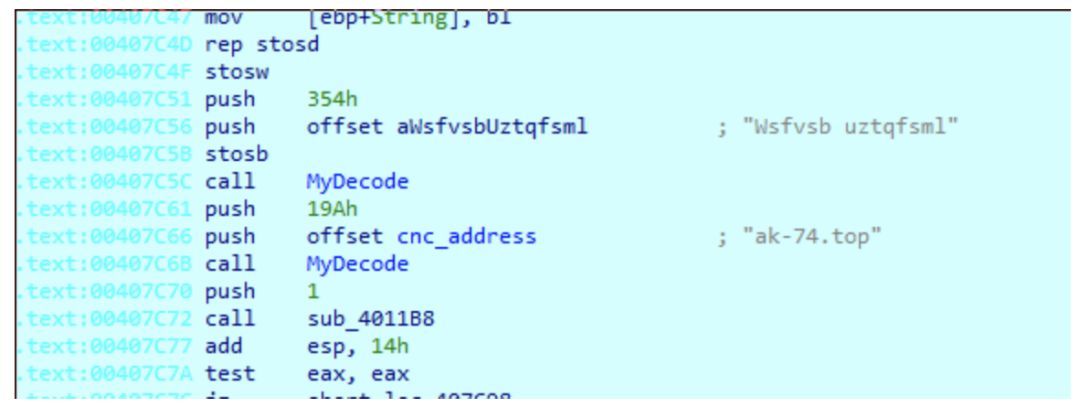 .text:00407C47 mov [ebp+String], bl
.text:00407C4D rep stosd
.text:00407C4F stosw
.text:00407C51 push 354h
.text:00407C56 push offset aWsfvsbUztqfsml ; "Wsfvsb uztqfsml"
.text:00407C5B stosb
.text:00407C5C call MyDecode
.text:00407C61 push 19Ah
.text:00407C66 push offset cnc_address ; "ak-74.top"
.text:00407C6B call MyDecode
.text:00407C70 push 1
.text:00407C72 call sub_4011B8
.text:00407C77 add esp, 14h
.text:00407C7A test eax, eax